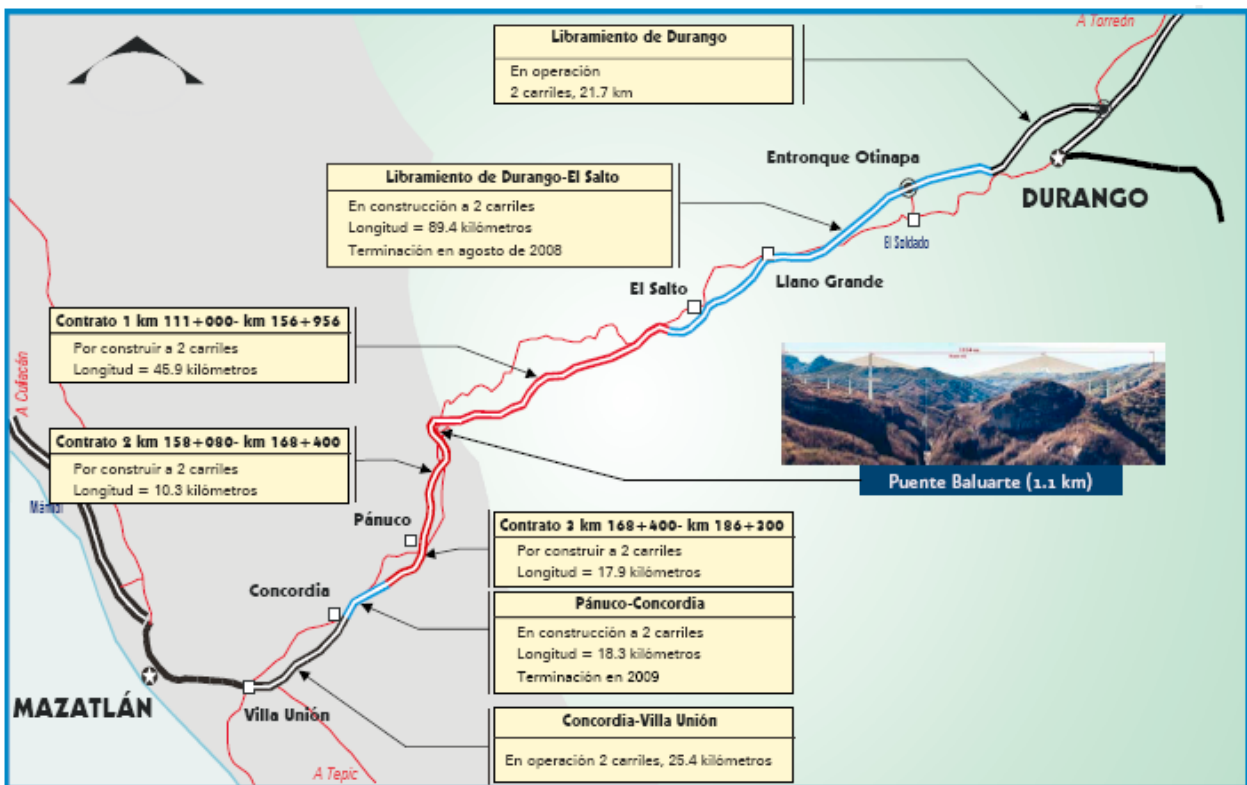 A Torreón
Libramiento de Durango
En operación
2 carriles, 21.7 km
Entronque Otinapa
DURANGO
Libramiento de Durango-El Salto
En construcción a 2 carriles
Longitud = 89.4 kilómetros
Terminación en agosto de 2008
El Soldado
Llano Grande
El Salto
Contrato 1 km 111+000- km 156+956
Por construir a 2 carriles
Longitud = 45.9 kilómetros
A Culiacán
Contrato 2 km 158+080- km 168+400
Por construir a 2 carriles
Longitud = 10.3 kilómetros
Puente Baluarte (1.1 km)
Pánuco
Contrato 3 km 168+400- km 186+300
Por construir a 2 carriles
Longitud = 17.9 kilómetros
Concordia
Pánuco-Concordia
En construcción a 2 carriles
Longitud = 18.3 kilómetros
Terminación en 2009
MAZATLÁN
Villa Unión
Concordia-Villa Unión
En operación 2 carriles, 25.4 kilómetros
A Tepic